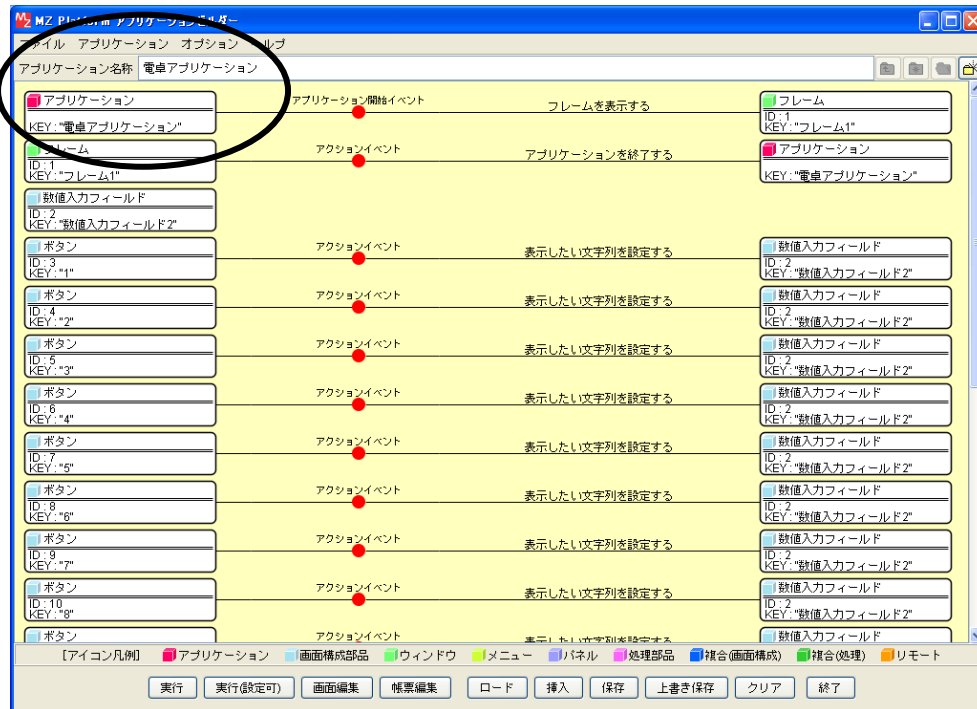 MZ Platform アプリケーションビルダー
ファイル アプリケーション オプション ヘルプ
アプリケーション名称 電卓アプリケーション
アプリケーション アプリケーション開始イベント フレームを表示する フレーム
KEY:"電卓アプリケーション" ID:1
KEY:"フレーム1"
フレーム アクションイベント アプリケーションを終了する アプリケーション
ID:1
KEY:"フレーム1" KEY:"電卓アプリケーション"
数値入力フィールド
ID:2
KEY:"数値入力フィールド2"
ボタン アクションイベント 表示したい文字列を設定する 数値入力フィールド
ID:3 ID:2
KEY:"1" KEY:"数値入力フィールド2"
ボタン アクションイベント 表示したい文字列を設定する 数値入力フィールド
ID:4 ID:2
KEY:"2" KEY:"数値入力フィールド2"
ボタン アクションイベント 表示したい文字列を設定する 数値入力フィールド
ID:5 ID:2
KEY:"3" KEY:"数値入力フィールド2"
ボタン アクションイベント 表示したい文字列を設定する 数値入力フィールド
ID:6 ID:2
KEY:"4" KEY:"数値入力フィールド2"
ボタン アクションイベント 表示したい文字列を設定する 数値入力フィールド
ID:7 ID:2
KEY:"5" KEY:"数値入力フィールド2"
ボタン アクションイベント 表示したい文字列を設定する 数値入力フィールド
ID:8 ID:2
KEY:"6" KEY:"数値入力フィールド2"
ボタン アクションイベント 表示したい文字列を設定する 数値入力フィールド
ID:9 ID:2
KEY:"7" KEY:"数値入力フィールド2"
ボタン アクションイベント 表示したい文字列を設定する 数値入力フィールド
ID:10 ID:2
KEY:"8" KEY:"数値入力フィールド2"
ボタン アクションイベント 表示したい文字列を設定する 数値入力フィールド
[アイコン凡例] アプリケーション 画面構成部品 ウィンドウ メニュー パネル 処理部品 複合(画面構成) 複合(処理) リモート
実行 実行(設定可) 画面編集 帳票編集 ロード 挿入 保存 上書き保存 クリア 終了